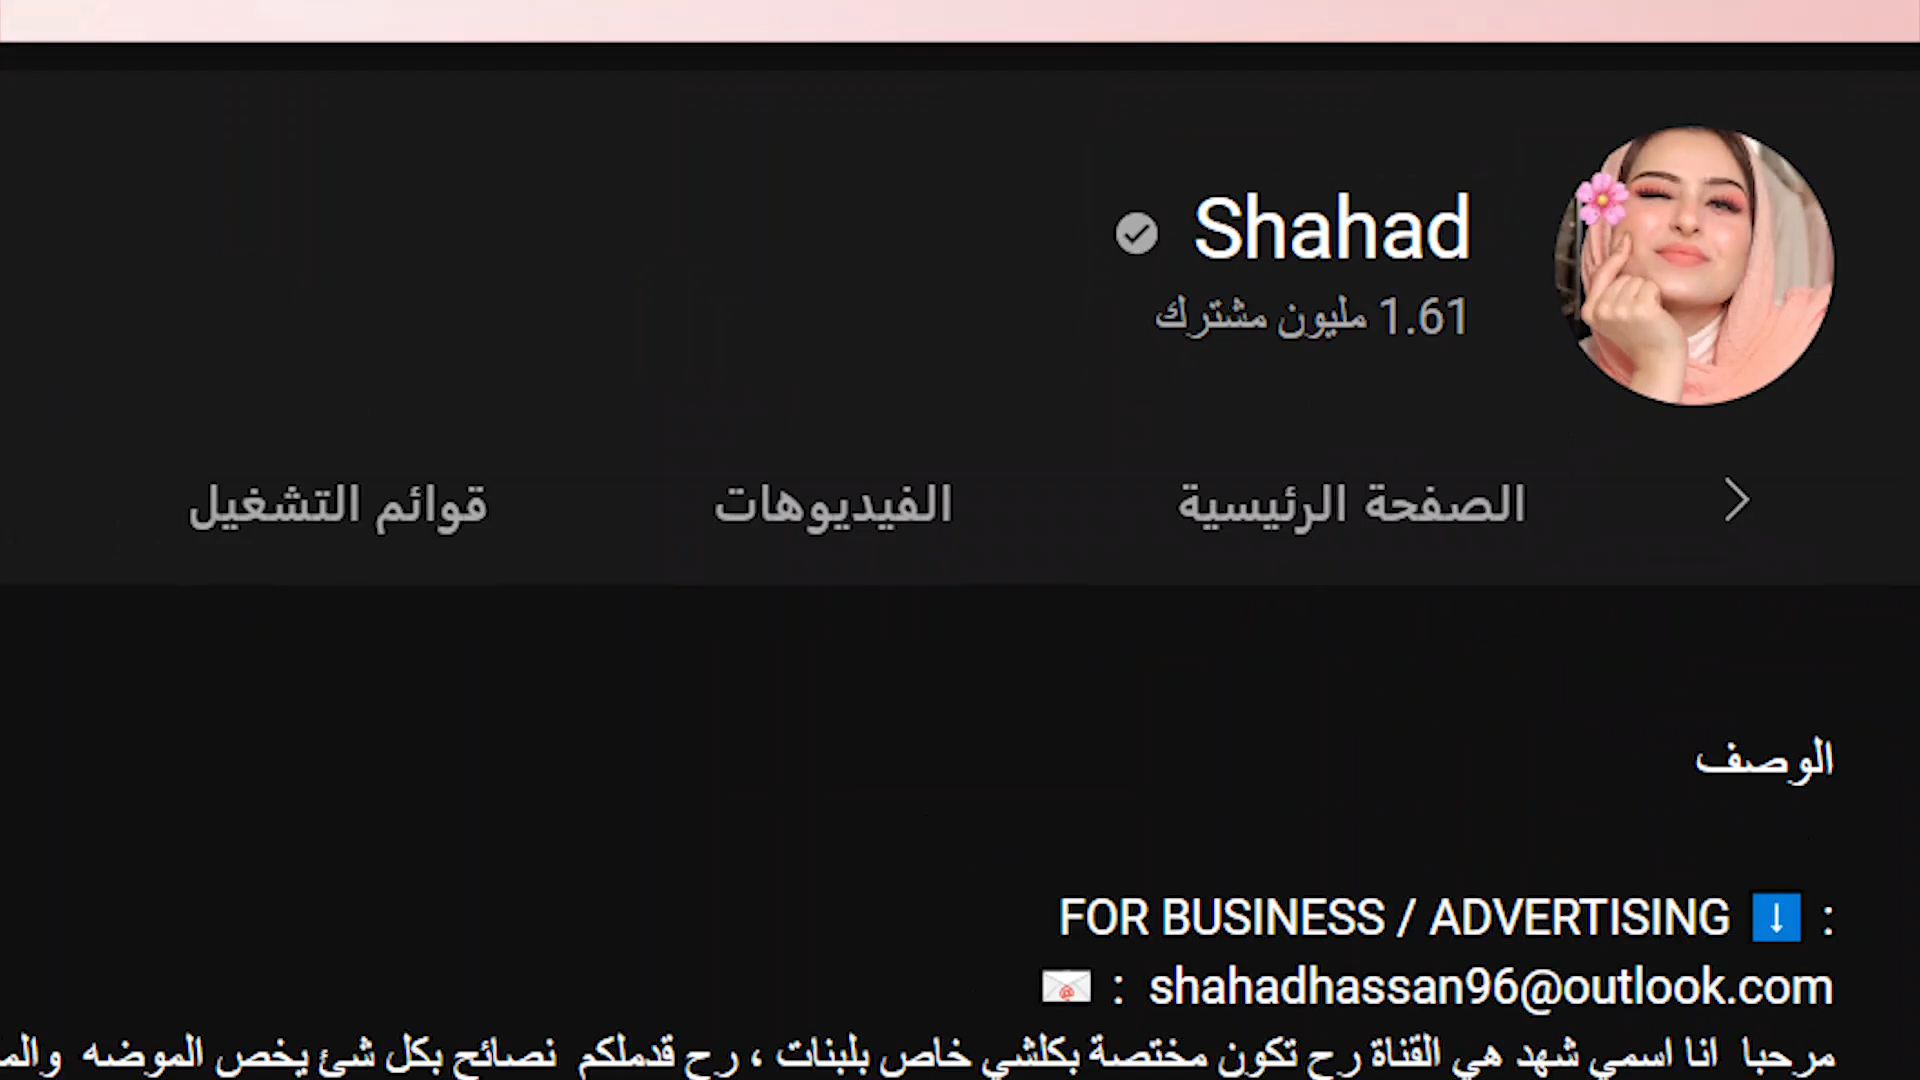 Shahad
1.61 مليون مشترك
الصفحة الرئيسية الفيديوهات قوائم التشغيل
الوصف
FOR BUSINESS / ADVERTISING ⬇️ :
📧 : shahadhassan96@outlook.com
مرحبا انا اسمي شهد هي القناة رح تكون مختصة بكلشي خاص بلبنات ، رح قدملكم نصائح بكل شئ يخص الموضه